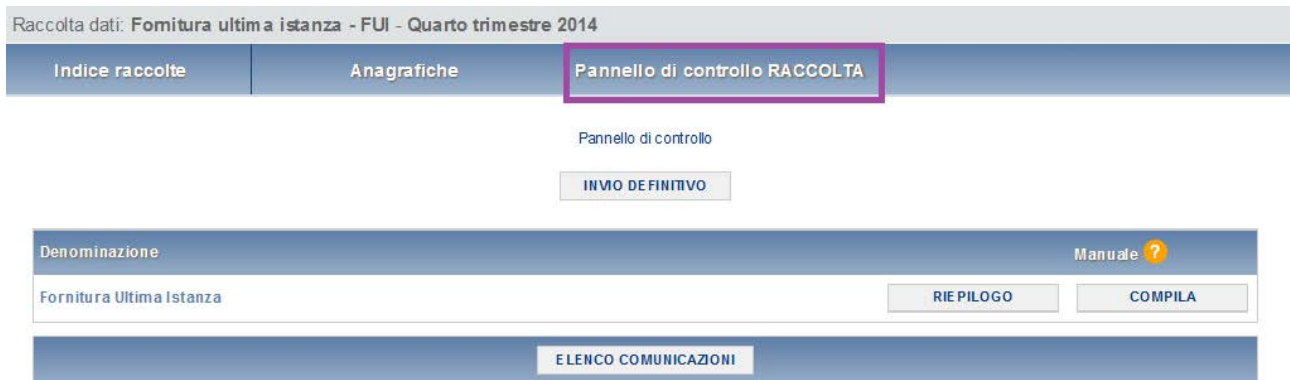 Raccolta dati: Fornitura ultima istanza - FUI - Quarto trimestre 2014
Indice raccolte Anagrafiche Pannello di controllo RACCOLTA
Pannello di controllo
INVIO DEFINITIVO
Denominazione Manuale ?
Fornitura Ultima Istanza RIEPILOGO COMPILA
ELENCO COMUNICAZIONI